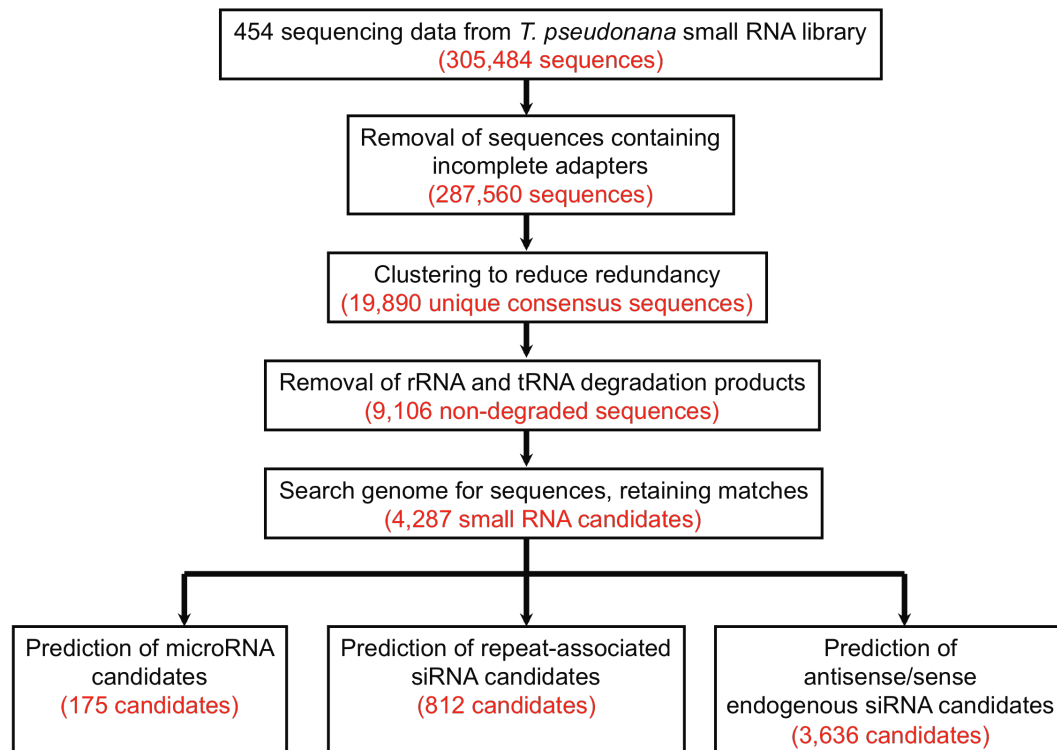 454 sequencing data from T. pseudonana small RNA library
(305,484 sequences)
Removal of sequences containing
incomplete adapters
(287,560 sequences)
Clustering to reduce redundancy
(19,890 unique consensus sequences)
Removal of rRNA and tRNA degradation products
(9,106 non-degraded sequences)
Search genome for sequences, retaining matches
(4,287 small RNA candidates)
Prediction of microRNA
candidates
(175 candidates)
Prediction of repeat-associated
siRNA candidates
(812 candidates)
Prediction of
antisense/sense
endogenous siRNA candidates
(3,636 candidates)